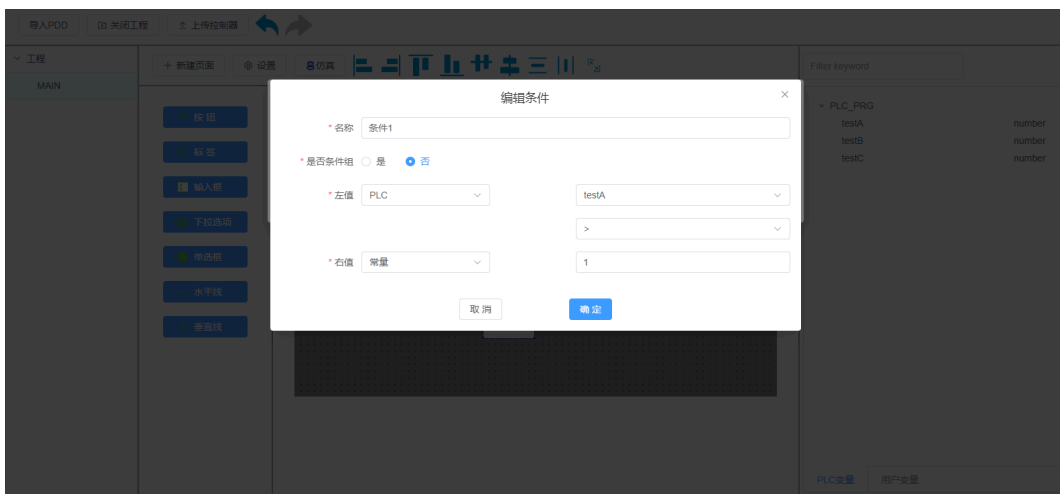 导入PDD 关闭工程 上传控制器
工程
MAIN
新建页面 设置 仿真
Filter keyword
按钮
标签
输入框
下拉选项
单选框
水平线
垂直线
编辑条件
* 名称 条件1
* 是否条件组 是 否
* 左值 PLC testA
>
* 右值 常量 1
取消 确定
PLC_PRG
testA number
testB number
testC number
PLC变量 用户变量